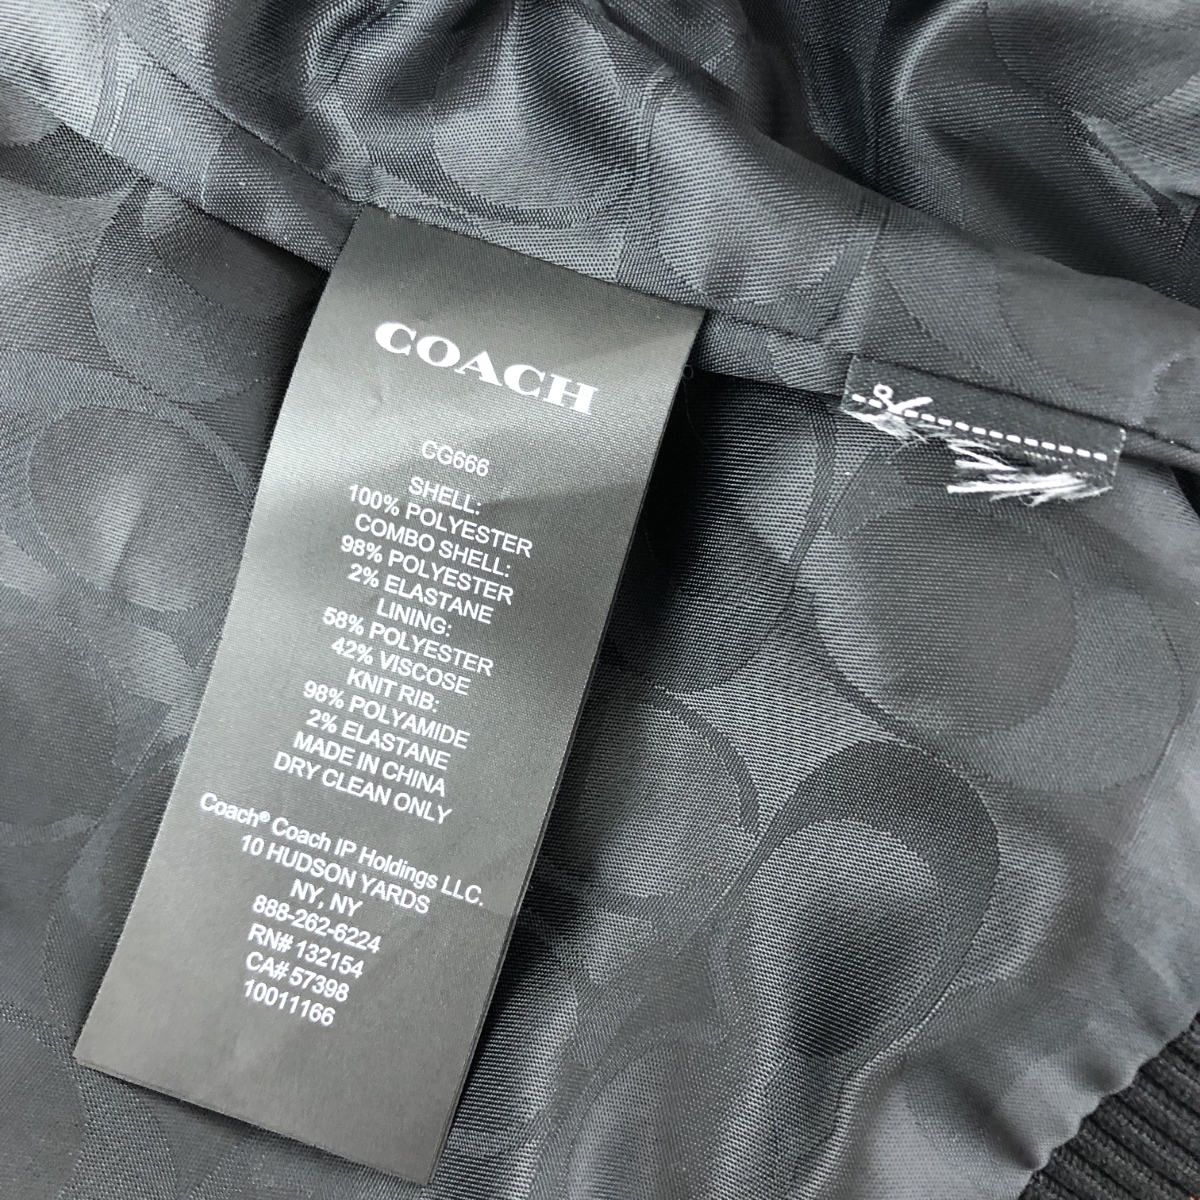 COACH
CG666
SHELL:
100% POLYESTER
COMBO SHELL:
98% POLYESTER
2% ELASTANE
LINING:
58% POLYESTER
42% VISCOSE
KNIT RIB:
98% POLYAMIDE
2% ELASTANE
MADE IN CHINA
DRY CLEAN ONLY
Coach® Coach IP Holdings LLC.
10 HUDSON YARDS
NY, NY
888-262-6224
RN# 132154
CA# 57398
10011166